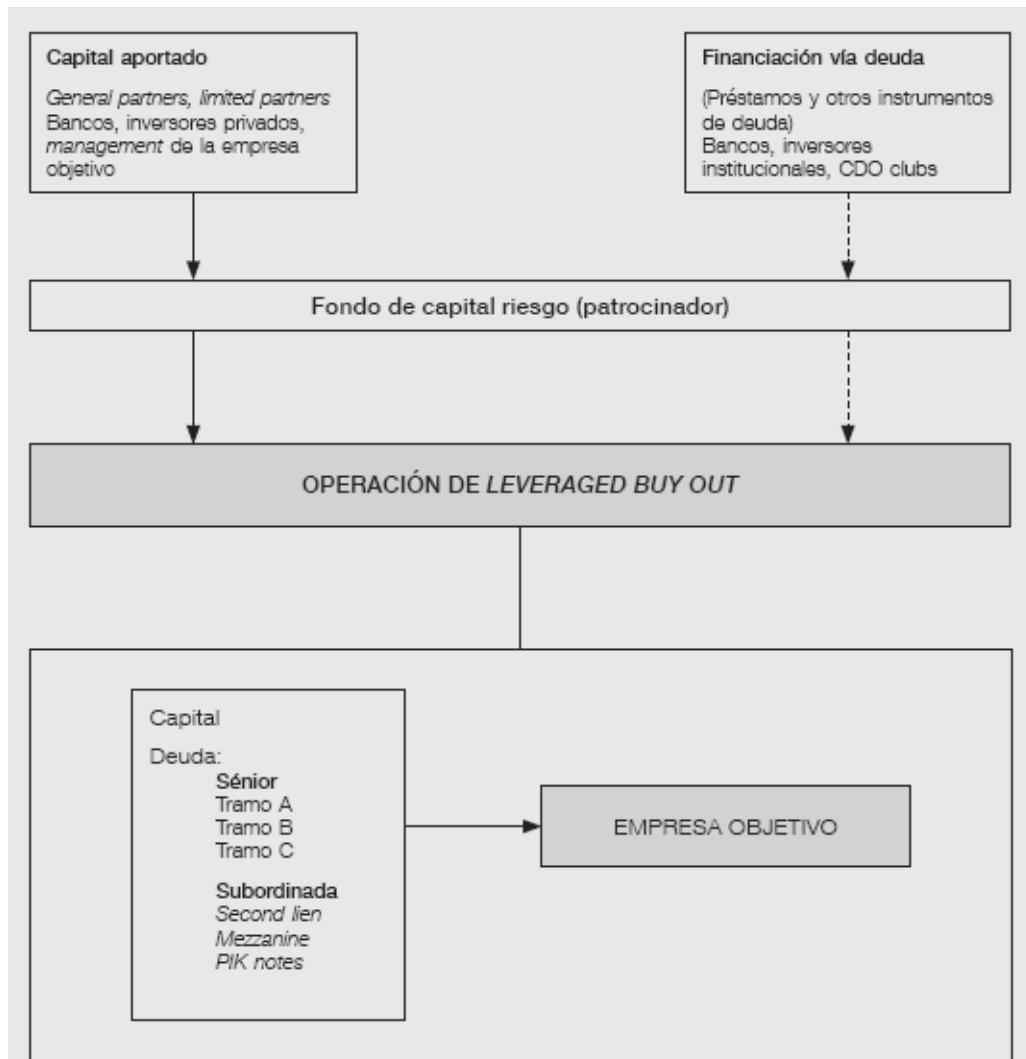 Capital aportado
General partners, limited partners
Bancos, inversores privados,
management de la empresa
objetivo
Financiación vía deuda
(Préstamos y otros instrumentos
de deuda)
Bancos, inversores
institucionales, CDO clubs
Fondo de capital riesgo (patrocinador)
OPERACIÓN DE LEVERAGED BUY OUT
Capital
Deuda:
Sénior
Tramo A
Tramo B
Tramo C
Subordinada
Second lien
Mezzanine
PIK notes
EMPRESA OBJETIVO